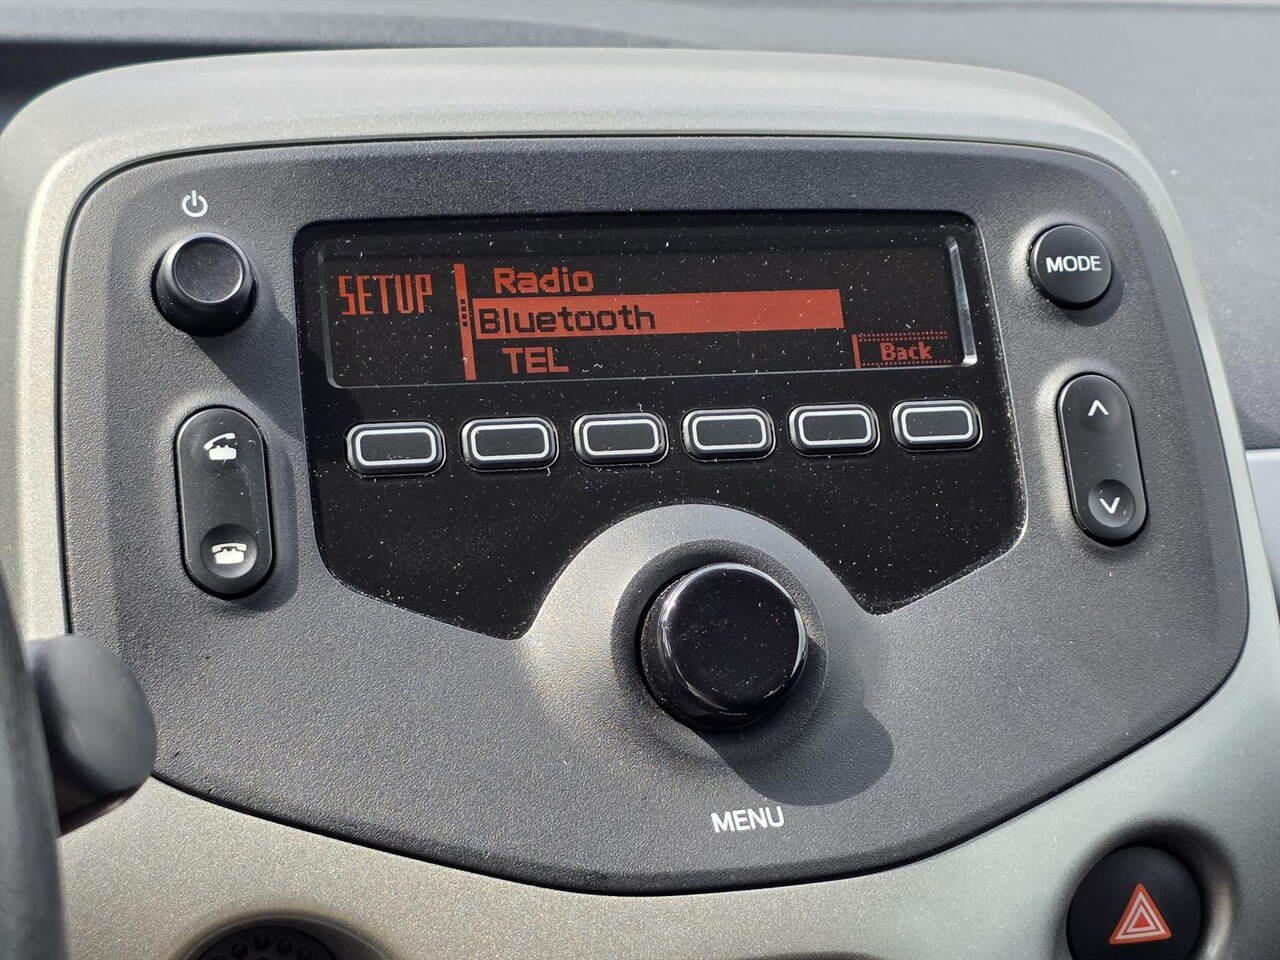 SETUP
Radio
Bluetooth
TEL
Back
MODE
MENU